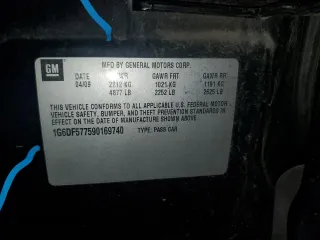 GM
MFD BY GENERAL MOTORS CORP.
DATE GAWR FRT GAWR RR
04/09 2212 KG 1021 KG 1191 KG
4877 LB 2252 LB 2625 LB
THIS VEHICLE CONFORMS TO ALL APPLICABLE U.S. FEDERAL MOTOR
VEHICLE SAFETY, BUMPER, AND THEFT PREVENTION STANDARDS IN
EFFECT ON THE DATE OF MANUFACTURE SHOWN ABOVE.
1G6DF577590169740 TYPE: PASS CAR